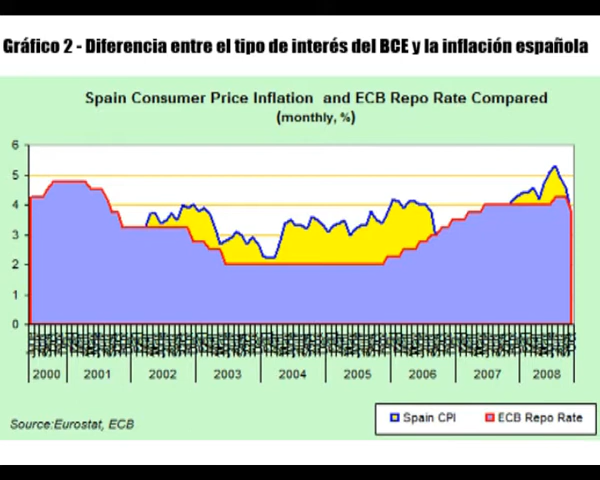 Gráfico 2 - Diferencia entre el tipo de interés del BCE y la inflación española
Spain Consumer Price Inflation and ECB Repo Rate Compared
(monthly, %)
6
5
4
3
2
1
0
2000 2001 2002 2003 2004 2005 2006 2007 2008
Spain CPI ECB Repo Rate
Source:Eurostat, ECB